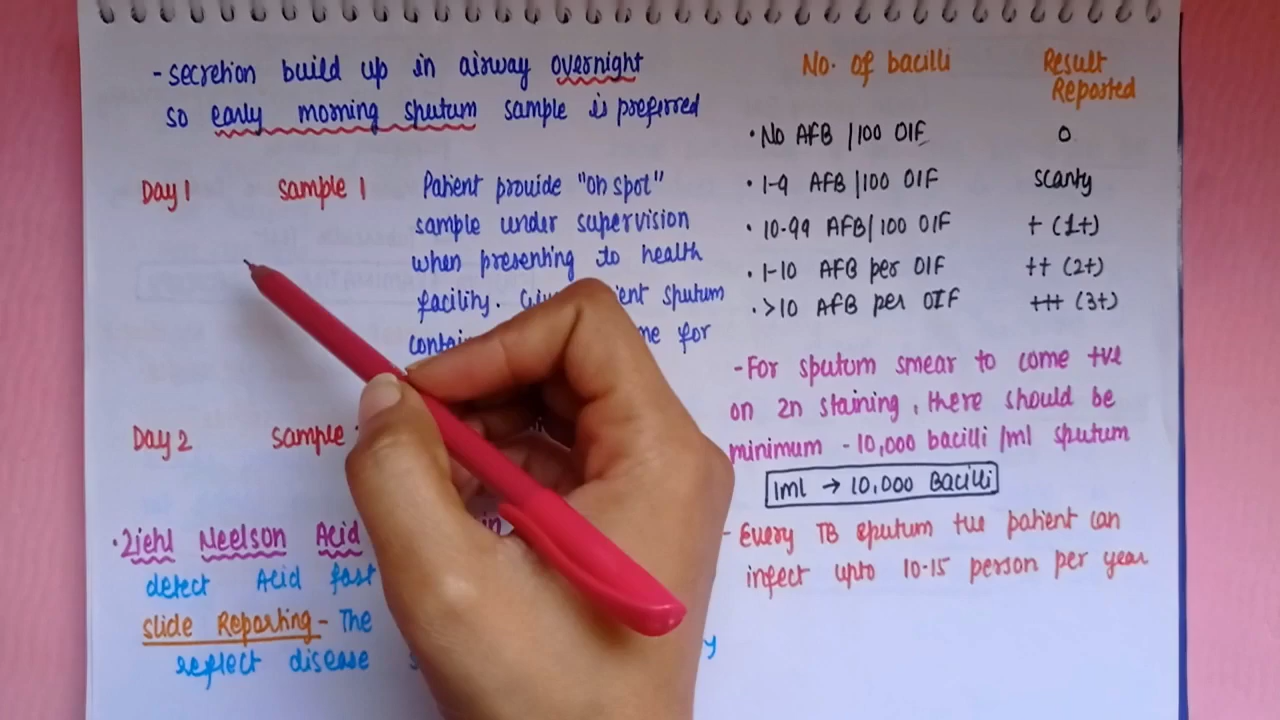 - secretion build up in airway overnight
so early morning sputum sample is preferred
Day 1 sample 1 Patient provide "on spot"
sample under supervision
when presenting to health
facility. sputum
for
Day 2 sample
• Ziehl Neelson Acid
detect Acid fast
slide Reporting - The
reflect disease
No. of bacilli Result
Reported
• No AFB /100 OIF 0
• 1-9 AFB /100 OIF scanty
• 10-99 AFB/100 OIF + (1+)
• 1-10 AFB per OIF ++ (2+)
• >10 AFB per OIF +++ (3+)
- For sputum smear to come +ve
on Zn staining, there should be
minimum - 10,000 bacilli /ml sputum
1ml → 10,000 Bacilli
- Every TB sputum +ve patient can
infect upto 10-15 person per year